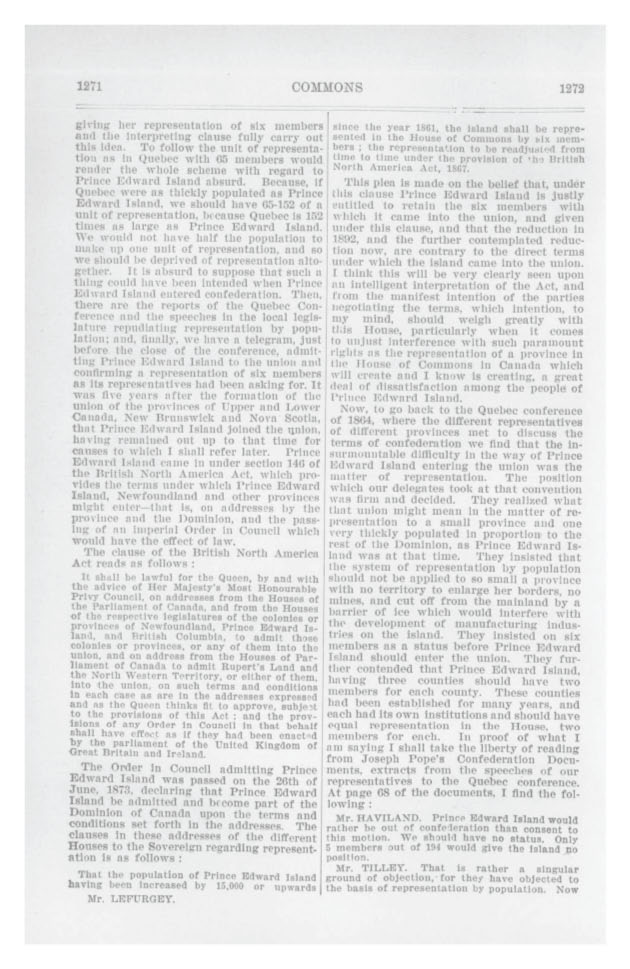 1271 COMMONS 1272
giving her representation of six members
and the interpreting clause fully carry out
this idea. To follow the unit of representa-
tion as in Quebec with 65 members would
render the whole scheme with regard to
Prince Edward Island absurd. Because, if
Quebec were as thickly populated as Prince
Edward Island, we should have 65-152 of a
unit of representation, because Quebec is 152
times as large as Prince Edward Island.
We would not have half the population to
make up one unit of representation, and so
we should be deprived of representation alto-
gether. It is absurd to suppose that such a
thing could have been intended when Prince
Edward Island entered confederation. Then,
there are the reports of the Quebec Con-
ference and the speeches in the local legis-
lature repudiating representation by popu-
lation; and, finally, we have a telegram, just
before the close of the conference, admit-
ting Prince Edward Island to the union and
confirming a representation of six members
as its representatives had been asking for. It
was five years after the formation of the
union of the provinces of Upper and Lower
Canada, New Brunswick and Nova Scotia,
that Prince Edward Island joined the union,
having remained out up to that time for
causes to which I shall refer later. Prince
Edward Island came in under section 146 of
the British North America Act, which pro-
vides the terms under which Prince Edward
Island, Newfoundland and other provinces
might enter—that is, on addresses by the
province and the Dominion, and the pass-
ing of an Imperial Order in Council which
would have the effect of law.
The clause of the British North America
Act reads as follows :
It shall be lawful for the Queen, by and with
the advice of Her Majesty's Most Honourable
Privy Council, on addresses from the Houses of
the Parliament of Canada, and from the Houses
of the respective legislatures of the colonies or
provinces of Newfoundland, Prince Edward Is-
land, and British Columbia, to admit those
colonies or provinces, or any of them into the
union, and on address from the Houses of Par-
liament of Canada to admit Rupert's Land and
the North Western Territory, or either of them,
into the union, on such terms and conditions
in each case as are in the addresses expressed
and as the Queen thinks fit to approve, subject
to the provisions of this Act ; and the prov-
isions of any Order in Council in that behalf
shall have effect as if they had been enacted
by the parliament of the United Kingdom of
Great Britain and Ireland.
The Order in Council admitting Prince
Edward Island was passed on the 26th of
June, 1873, declaring that Prince Edward
Island be admitted and become part of the
Dominion of Canada upon the terms and
conditions set forth in the addresses. The
clauses in these addresses of the different
Houses to the Sovereign regarding represent-
ation is as follows :
That the population of Prince Edward Island
having been increased by 15,000 or upwards
Mr. LEFURGEY.
since the year 1861, the island shall be repre-
sented in the House of Commons by six mem-
bers ; the representation to be readjusted from
time to time under the provision of the British
North America Act, 1867.
This plea is made on the belief that, under
this clause Prince Edward Island is justly
entitled to retain the six members with
which it came into the union, and given
under this clause, and that the reduction in
1892, and the further contemplated reduc-
tion now, are contrary to the direct terms
under which the island came into the union.
I think this will be very clearly seen upon
an intelligent interpretation of the Act, and
from the manifest intention of the parties
negotiating the terms, which intention, to
my mind, should weigh greatly with
this House, particularly when it comes
to unjust interference with such paramount
rights as the representation of a province in
the House of Commons in Canada which
will create and I know is creating, a great
deal of dissatisfaction among the people of
Prince Edward Island.
Now, to go back to the Quebec conference
of 1864, where the different representatives
of different provinces met to discuss the
terms of confederation we find that the in-
surmountable difficulty in the way of Prince
Edward Island entering the union was the
matter of representation. The position
which our delegates took at that convention
was firm and decided. They realized what
that union might mean in the matter of re-
presentation to a small province and one
very thickly populated in proportion to the
rest of the Dominion, as Prince Edward Is-
land was at that time. They insisted that
the system of representation by population
should not be applied to so small a province
with no territory to enlarge her borders, no
mines, and cut off from the mainland by a
barrier of ice which would interfere with
the development of manufacturing indus-
tries on the island. They insisted on six
members as a status before Prince Edward
Island should enter the union. They fur-
ther contended that Prince Edward Island,
having three counties should have two
members for each county. These counties
had been established for many years, and
each had its own institutions and should have
equal representation in the House, two
members for each. In proof of what I
am saying I shall take the liberty of reading
from Joseph Pope's Confederation Docu-
ments, extracts from the speeches of our
representatives to the Quebec conference.
At page 68 of the documents, I find the fol-
lowing :
Mr. HAVILAND. Prince Edward Island would
rather be out of confederation than consent to
this motion. We should have no status. Only
5 members out of 194 would give the island no
position.
Mr. TILLEY. That is rather a singular
ground of objection, for they have objected to
the basis of representation by population. Now